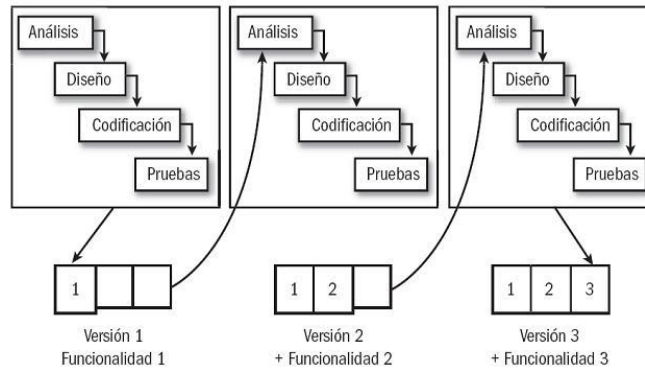 Análisis
Diseño
Codificación
Pruebas
Análisis
Diseño
Codificación
Pruebas
Análisis
Diseño
Codificación
Pruebas
1
1 2
1 2 3
Versión 1
Funcionalidad 1
Versión 2
+ Funcionalidad 2
Versión 3
+ Funcionalidad 3